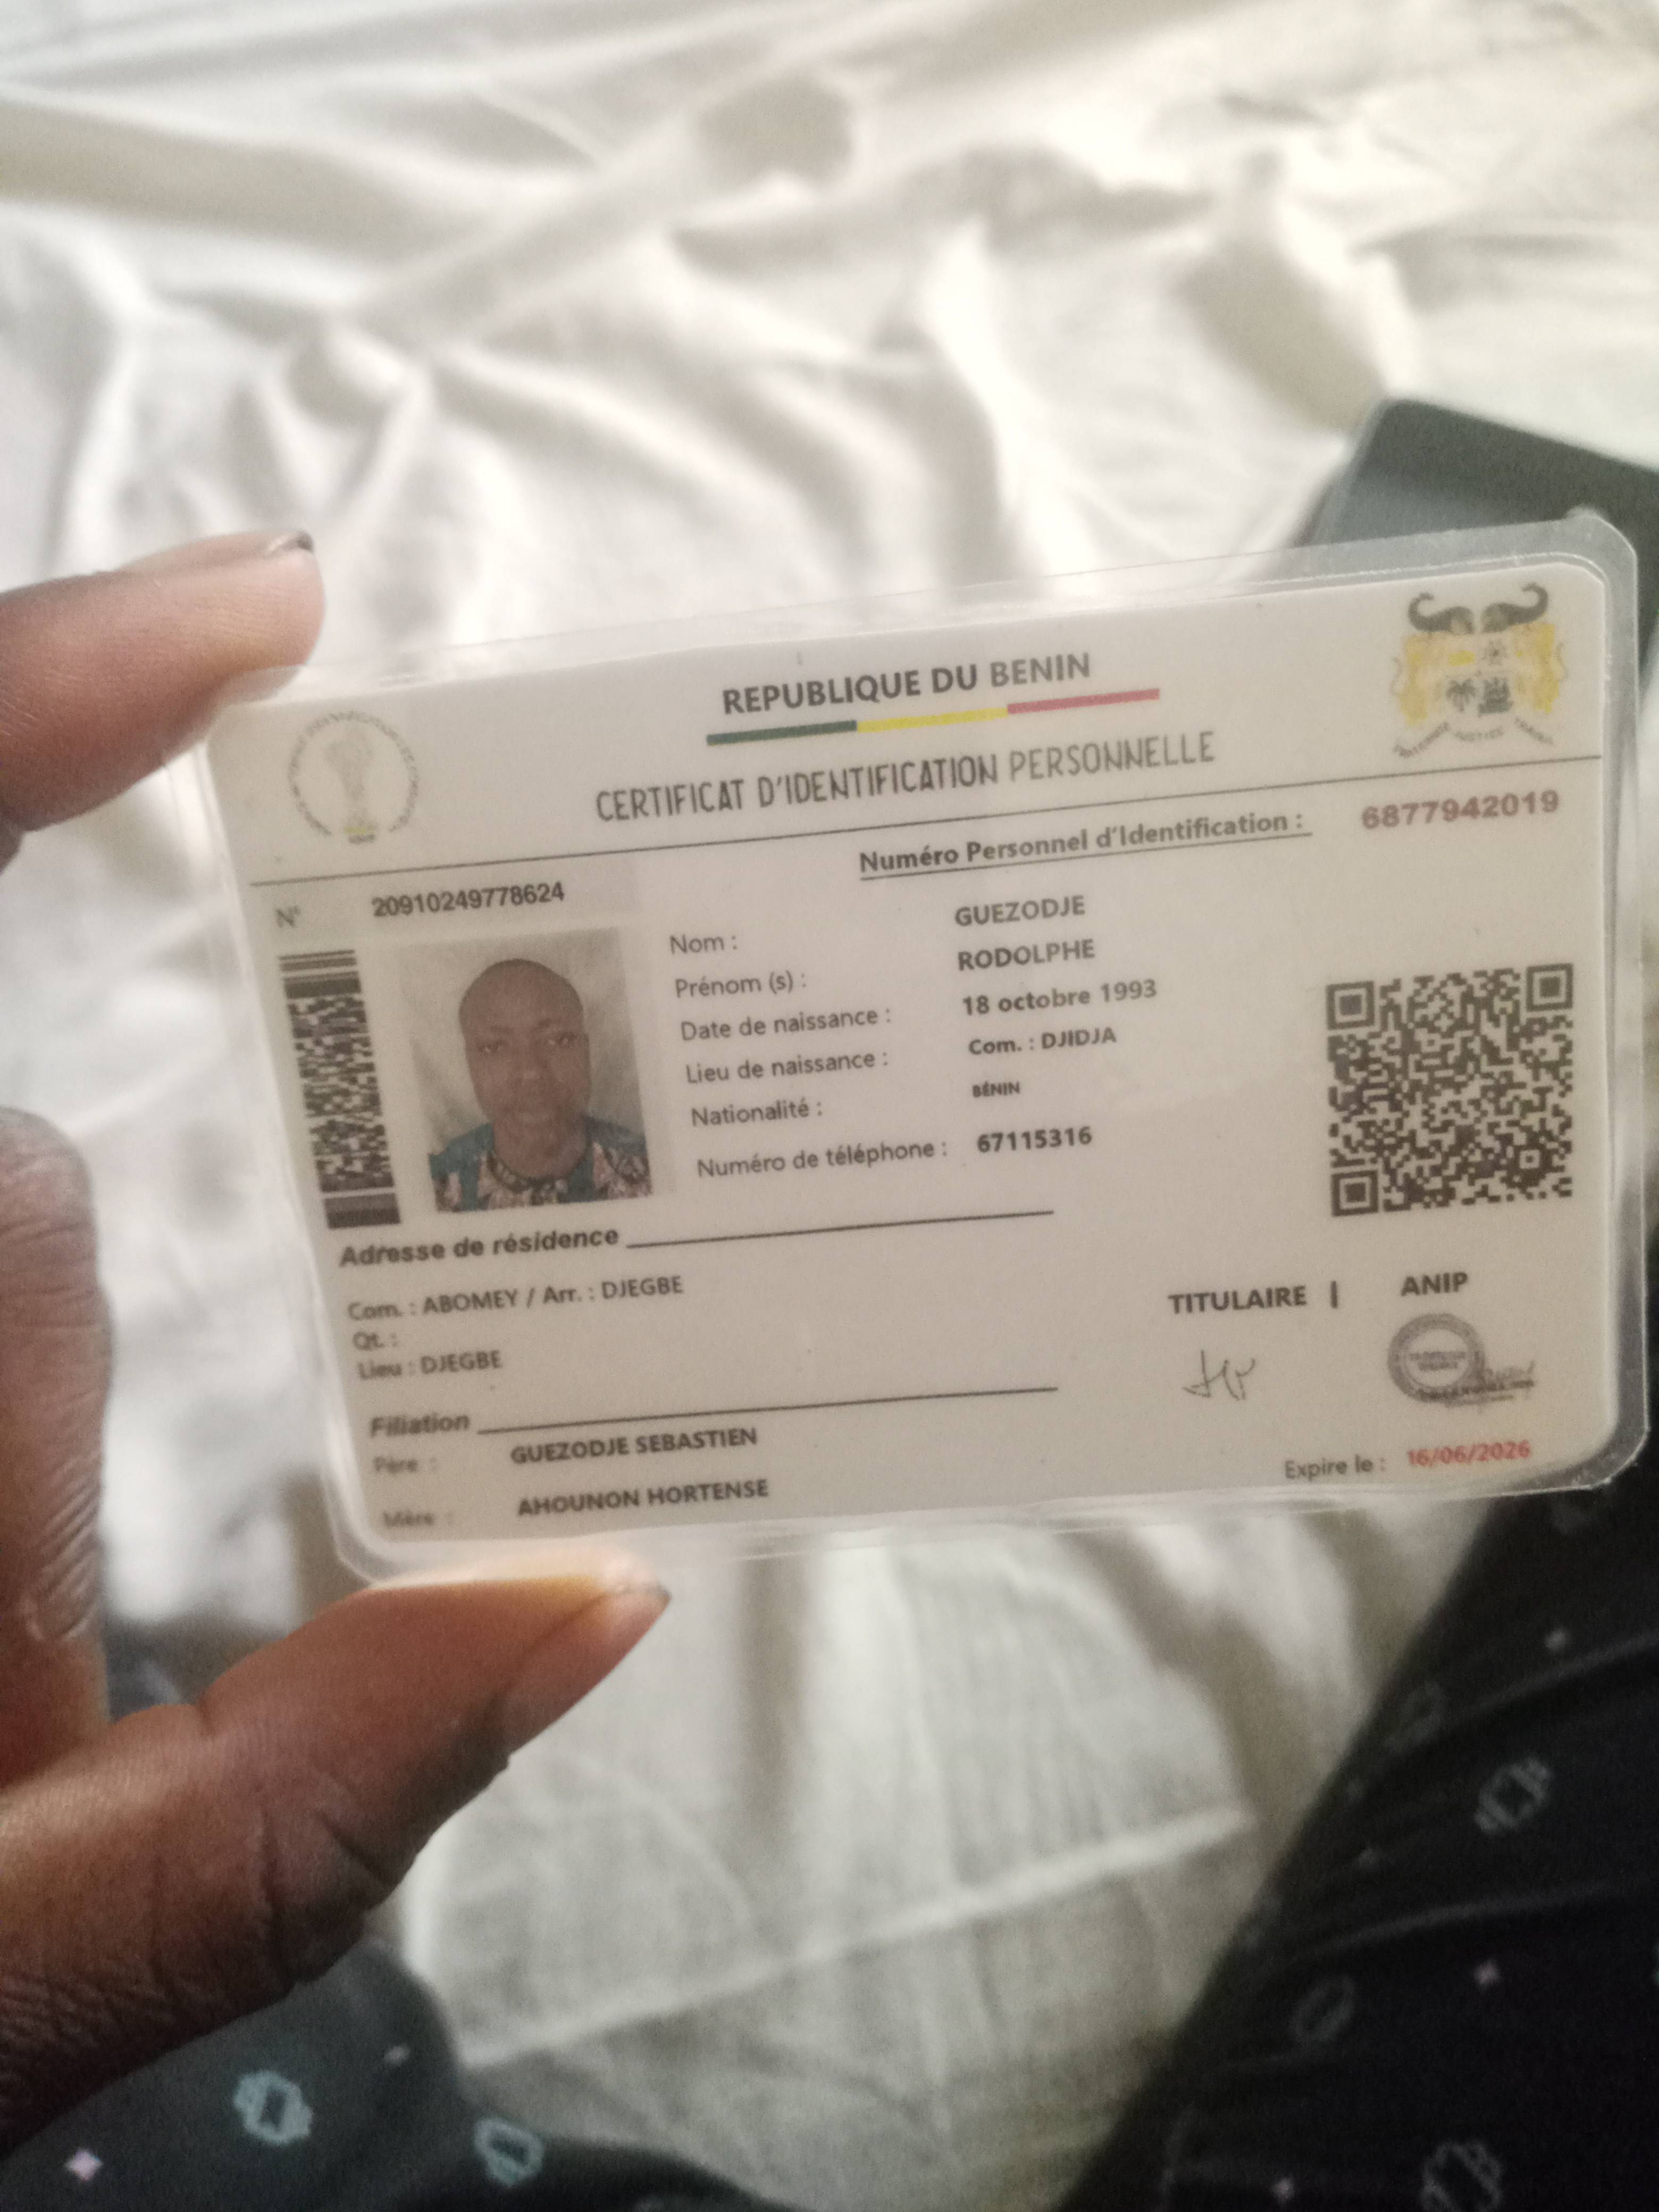 REPUBLIQUE DU BENIN
CERTIFICAT D'IDENTIFICATION PERSONNELLE
Numéro Personnel d'Identification : 6877942019
N° 20910249778624
Nom : GUEZODJE
Prénom (s) : RODOLPHE
Date de naissance : 18 octobre 1993
Lieu de naissance : Com. : DJIDJA
Nationalité : BÉNIN
Numéro de téléphone : 67115316
Adresse de résidence
Com. : ABOMEY / Arr. : DJEGBE
Qt. :
Lieu : DJEGBE
TITULAIRE | ANIP
Filiation
Père : GUEZODJE SEBASTIEN
Mère : AHOUNON HORTENSE
Expire le : 16/06/2026